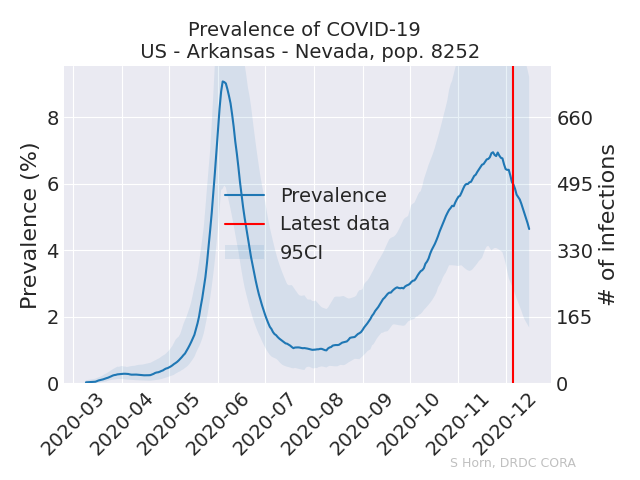 Prevalence of COVID-19
US - Arkansas - Nevada, pop. 8252
Prevalence (%)
8
6
4
2
0
660
495
330
165
0
# of infections
Prevalence
Latest data
95CI
2020-03
2020-04
2020-05
2020-06
2020-07
2020-08
2020-09
2020-10
2020-11
2020-12
S Horn, DRDC CORA